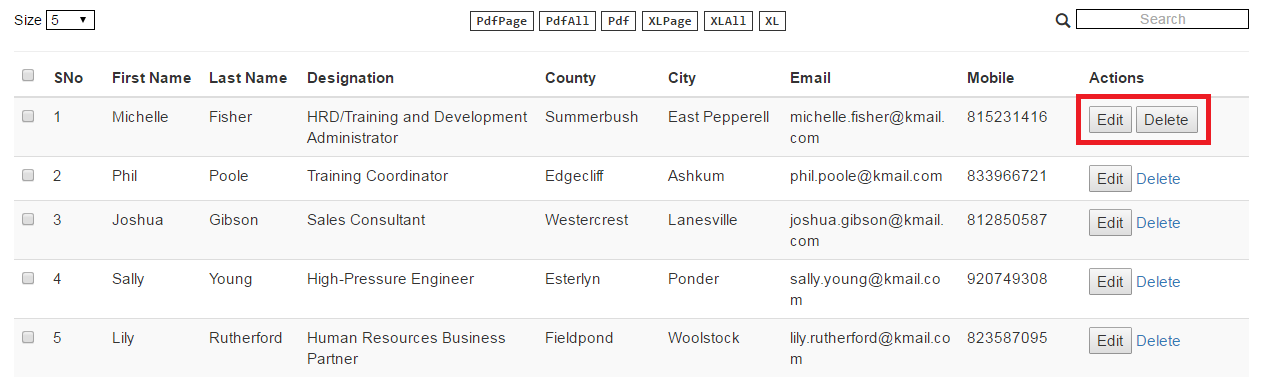 Size 5 PdfPage PdfAll Pdf XLPage XLAll XL Search
SNo First Name Last Name Designation County City Email Mobile Actions
1 Michelle Fisher HRD/Training and Development Summerbush East Pepperell michelle.fisher@kmail. 815231416 Edit Delete
Administrator com
2 Phil Poole Training Coordinator Edgecliff Ashkum phil.poole@kmail.com 833966721 Edit Delete
3 Joshua Gibson Sales Consultant Westercrest Lanesville joshua.gibson@kmail. 812850587 Edit Delete
com
4 Sally Young High-Pressure Engineer Esterlyn Ponder sally.young@kmail.co 920749308 Edit Delete
m
5 Lily Rutherford Human Resources Business Fieldpond Woolstock lily.rutherford@kmail.co 823587095 Edit Delete
Partner m